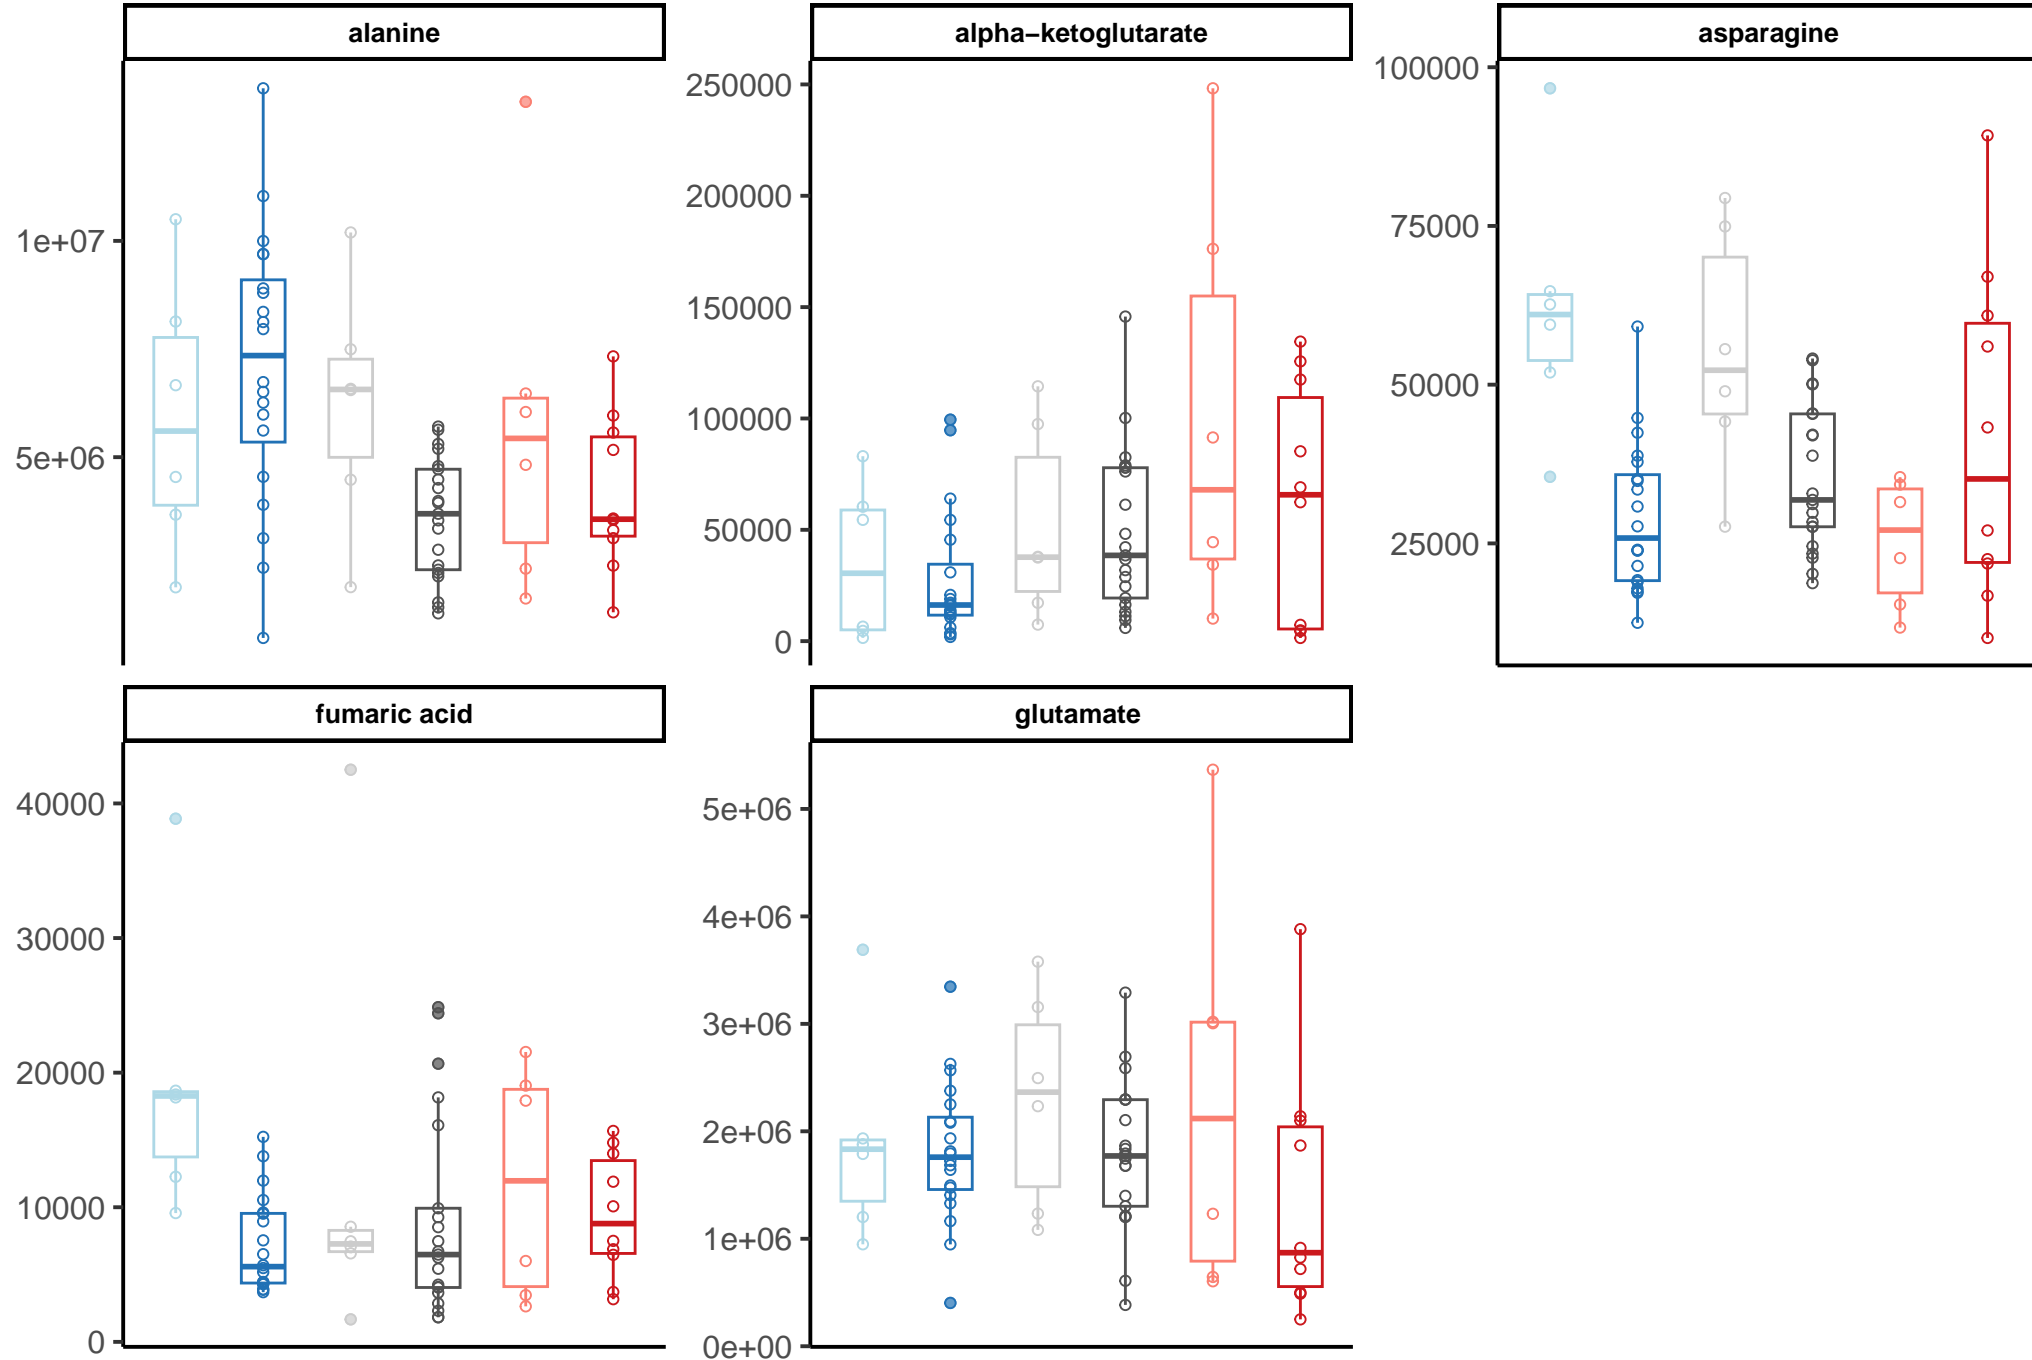 alanine
alpha−ketoglutarate
asparagine
1e+07
5e+06
250000
200000
150000
100000
50000
0
100000
75000
50000
25000
fumaric acid
glutamate
40000
30000
20000
10000
0
5e+06
4e+06
3e+06
2e+06
1e+06
0e+00